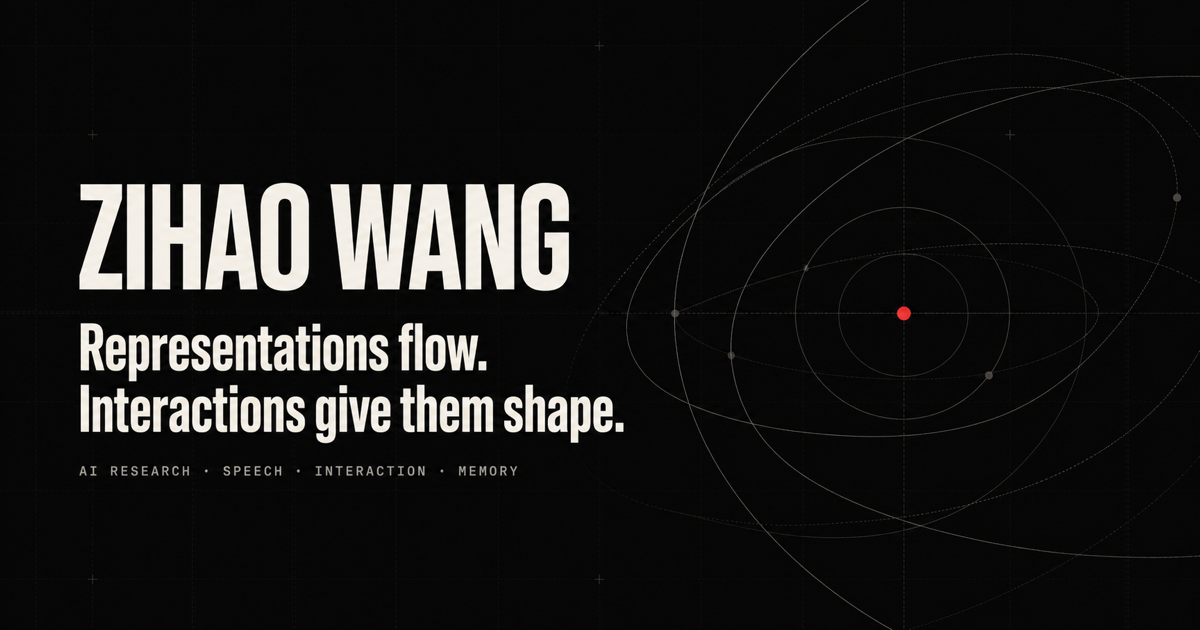 ZIHAO WANG
Representations flow.
Interactions give them shape.
AI RESEARCH · SPEECH · INTERACTION · MEMORY